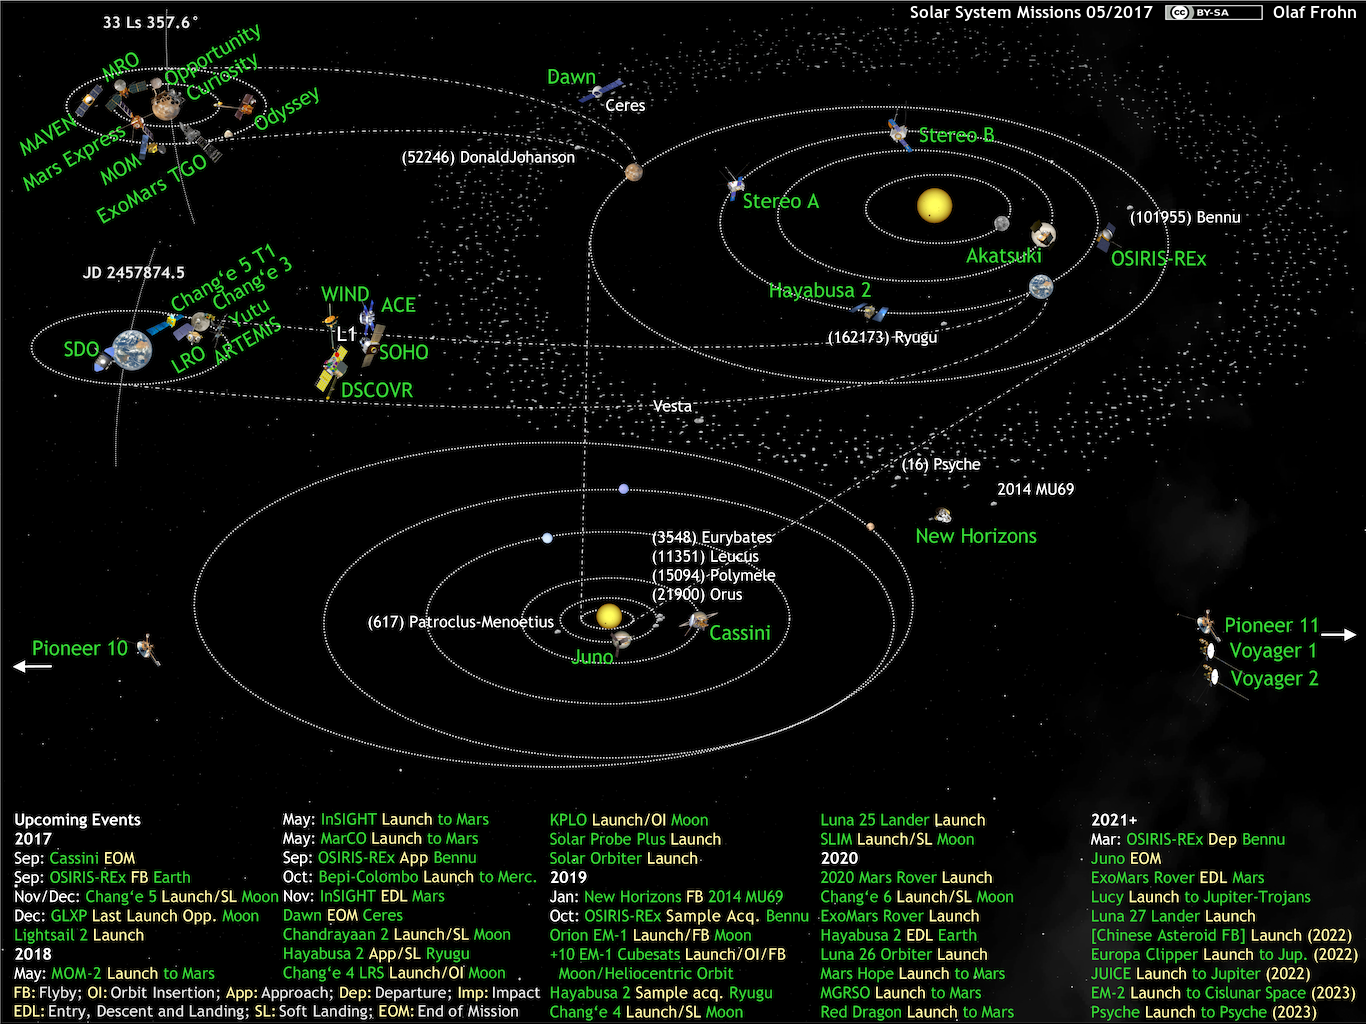 Solar System Missions 05/2017 cc BY-SA Olaf Frohn
33 Ls 357.6°
MRO
Opportunity
Curiosity
Odyssey
MAVEN
Mars Express
MOM
ExoMars TGO
Dawn
Ceres
(52246) DonaldJohanson
Stereo B
Stereo A
(101955) Bennu
Akatsuki
OSIRIS-REx
Hayabusa 2
(162173) Ryugu
JD 2457874.5
Chang‘e 5 T1
Chang‘e 3
Yutu
ARTEMIS
LRO
SDO
WIND
ACE
L1
SOHO
DSCOVR
Vesta
(16) Psyche
2014 MU69
New Horizons
(3548) Eurybates
(11351) Leucus
(15094) Polymele
(21900) Orus
(617) Patroclus-Menoetius
Cassini
Juno
Pioneer 10
Pioneer 11
Voyager 1
Voyager 2
Upcoming Events
2017
Sep: Cassini EOM
Sep: OSIRIS-REx FB Earth
Nov/Dec: Chang‘e 5 Launch/SL Moon
Dec: GLXP Last Launch Opp. Moon
Lightsail 2 Launch
2018
May: MOM-2 Launch to Mars
May: InSIGHT Launch to Mars
May: MarCO Launch to Mars
Sep: OSIRIS-REx App Bennu
Oct: Bepi-Colombo Launch to Merc.
Nov: InSIGHT EDL Mars
Dawn EOM Ceres
Chandrayaan 2 Launch/SL Moon
Hayabusa 2 App/SL Ryugu
Chang‘e 4 LRS Launch/OI Moon
FB: Flyby; OI: Orbit Insertion; App: Approach; Dep: Departure; Imp: Impact
EDL: Entry, Descent and Landing; SL: Soft Landing; EOM: End of Mission
KPLO Launch/OI Moon
Solar Probe Plus Launch
Solar Orbiter Launch
2019
Jan: New Horizons FB 2014 MU69
Oct: OSIRIS-REx Sample Acq. Bennu
Orion EM-1 Launch/FB Moon
+10 EM-1 Cubesats Launch/OI/FB
Moon/Heliocentric Orbit
Hayabusa 2 Sample acq. Ryugu
Chang‘e 4 Launch/SL Moon
Luna 25 Lander Launch
SLIM Launch/SL Moon
2020
2020 Mars Rover Launch
Chang‘e 6 Launch/SL Moon
ExoMars Rover Launch
Hayabusa 2 EDL Earth
Luna 26 Orbiter Launch
Mars Hope Launch to Mars
MGRSO Launch to Mars
Red Dragon Launch to Mars
2021+
Mar: OSIRIS-REx Dep Bennu
Juno EOM
ExoMars Rover EDL Mars
Lucy Launch to Jupiter-Trojans
Luna 27 Lander Launch
[Chinese Asteroid FB] Launch (2022)
Europa Clipper Launch to Jup. (2022)
JUICE Launch to Jupiter (2022)
EM-2 Launch to Cislunar Space (2023)
Psyche Launch to Psyche (2023)